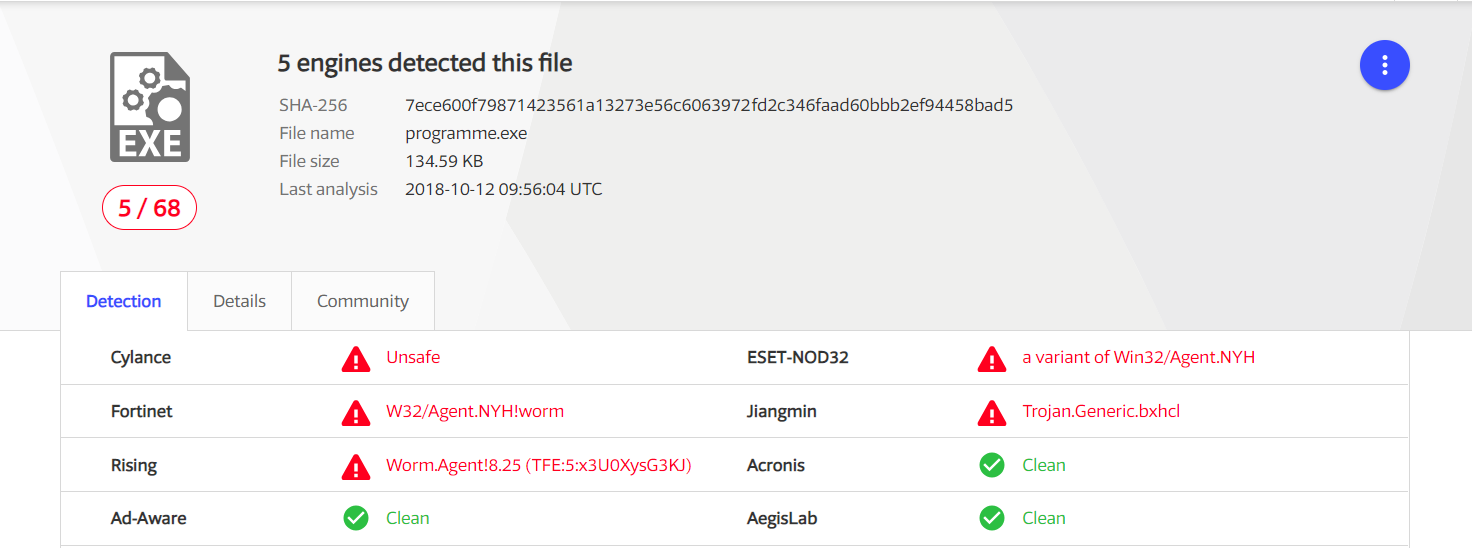 5 engines detected this file
SHA-256 7ece600f79871423561a13273e56c6063972fd2c346faad60bbb2ef94458bad5
File name programme.exe
File size 134.59 KB
Last analysis 2018-10-12 09:56:04 UTC
EXE
5 / 68
Detection Details Community
Cylance Unsafe ESET-NOD32 a variant of Win32/Agent.NYH
Fortinet W32/Agent.NYH!worm Jiangmin Trojan.Generic.bxhcl
Rising Worm.Agent!8.25 (TFE:5:x3U0XysG3KJ) Acronis Clean
Ad-Aware Clean AegisLab Clean